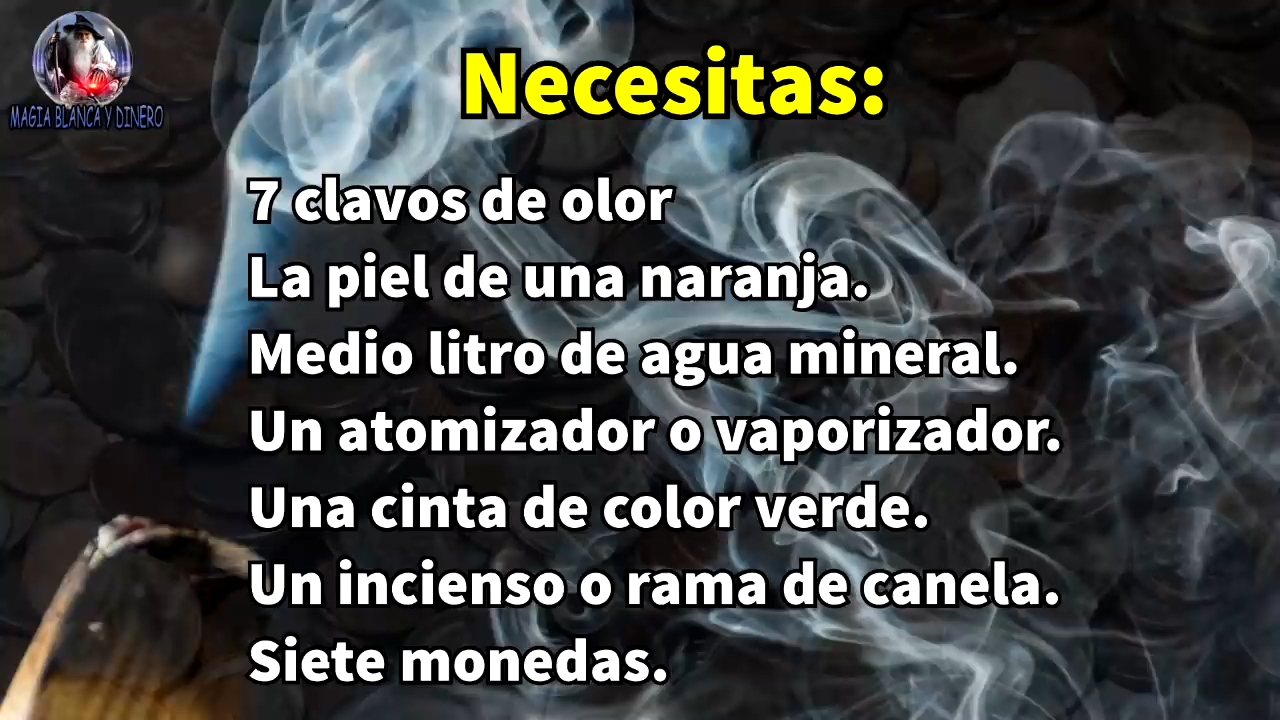 MAGIA BLANCA Y DINERO
Necesitas:
7 clavos de olor
La piel de una naranja.
Medio litro de agua mineral.
Un atomizador o vaporizador.
Una cinta de color verde.
Un incienso o rama de canela.
Siete monedas.